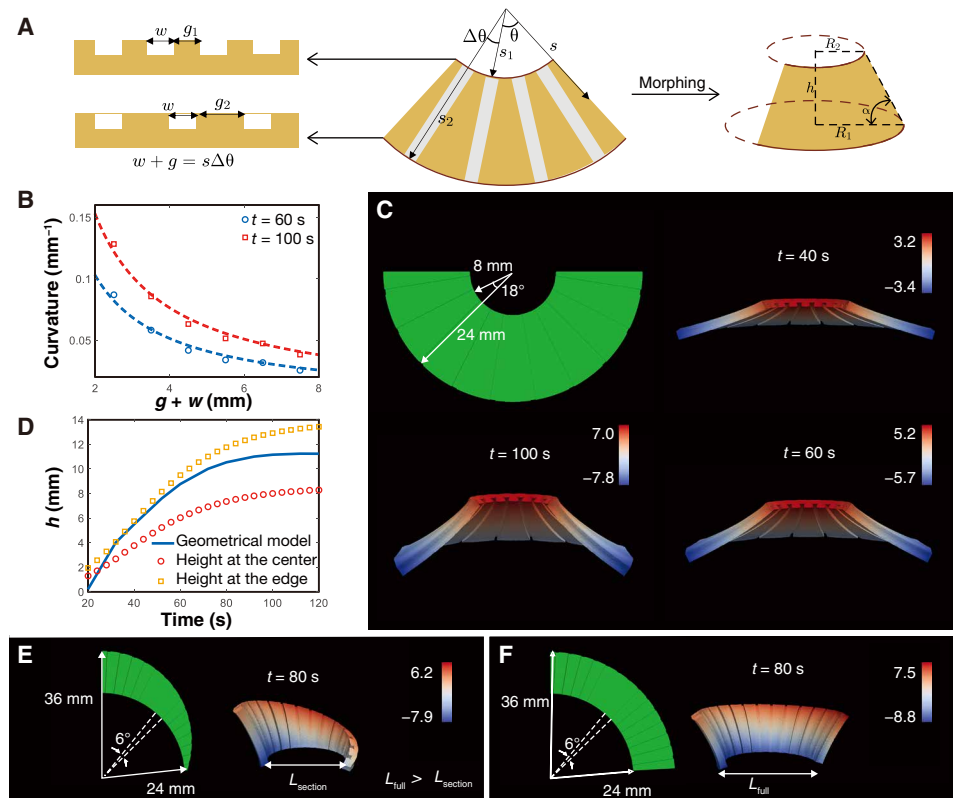 A
w
g₁
w
g₂
w + g = sΔθ
Δθ
θ
s₁
s
s₂
Morphing
R₂
h
α
R₁
B
Curvature (mm⁻¹)
0.15
0.1
0.05
t = 60 s
t = 100 s
2 4 6 8
g + w (mm)
C
8 mm
18°
24 mm
t = 40 s
3.2
−3.4
t = 100 s
7.0
−7.8
t = 60 s
5.2
−5.7
D
h (mm)
14
12
10
8
6
4
2
0
Geometrical model
Height at the center
Height at the edge
20 40 60 80 100 120
Time (s)
E
36 mm
6°
24 mm
t = 80 s
6.2
−7.9
Lsection
Lfull > Lsection
F
36 mm
6°
24 mm
t = 80 s
7.5
−8.8
Lfull